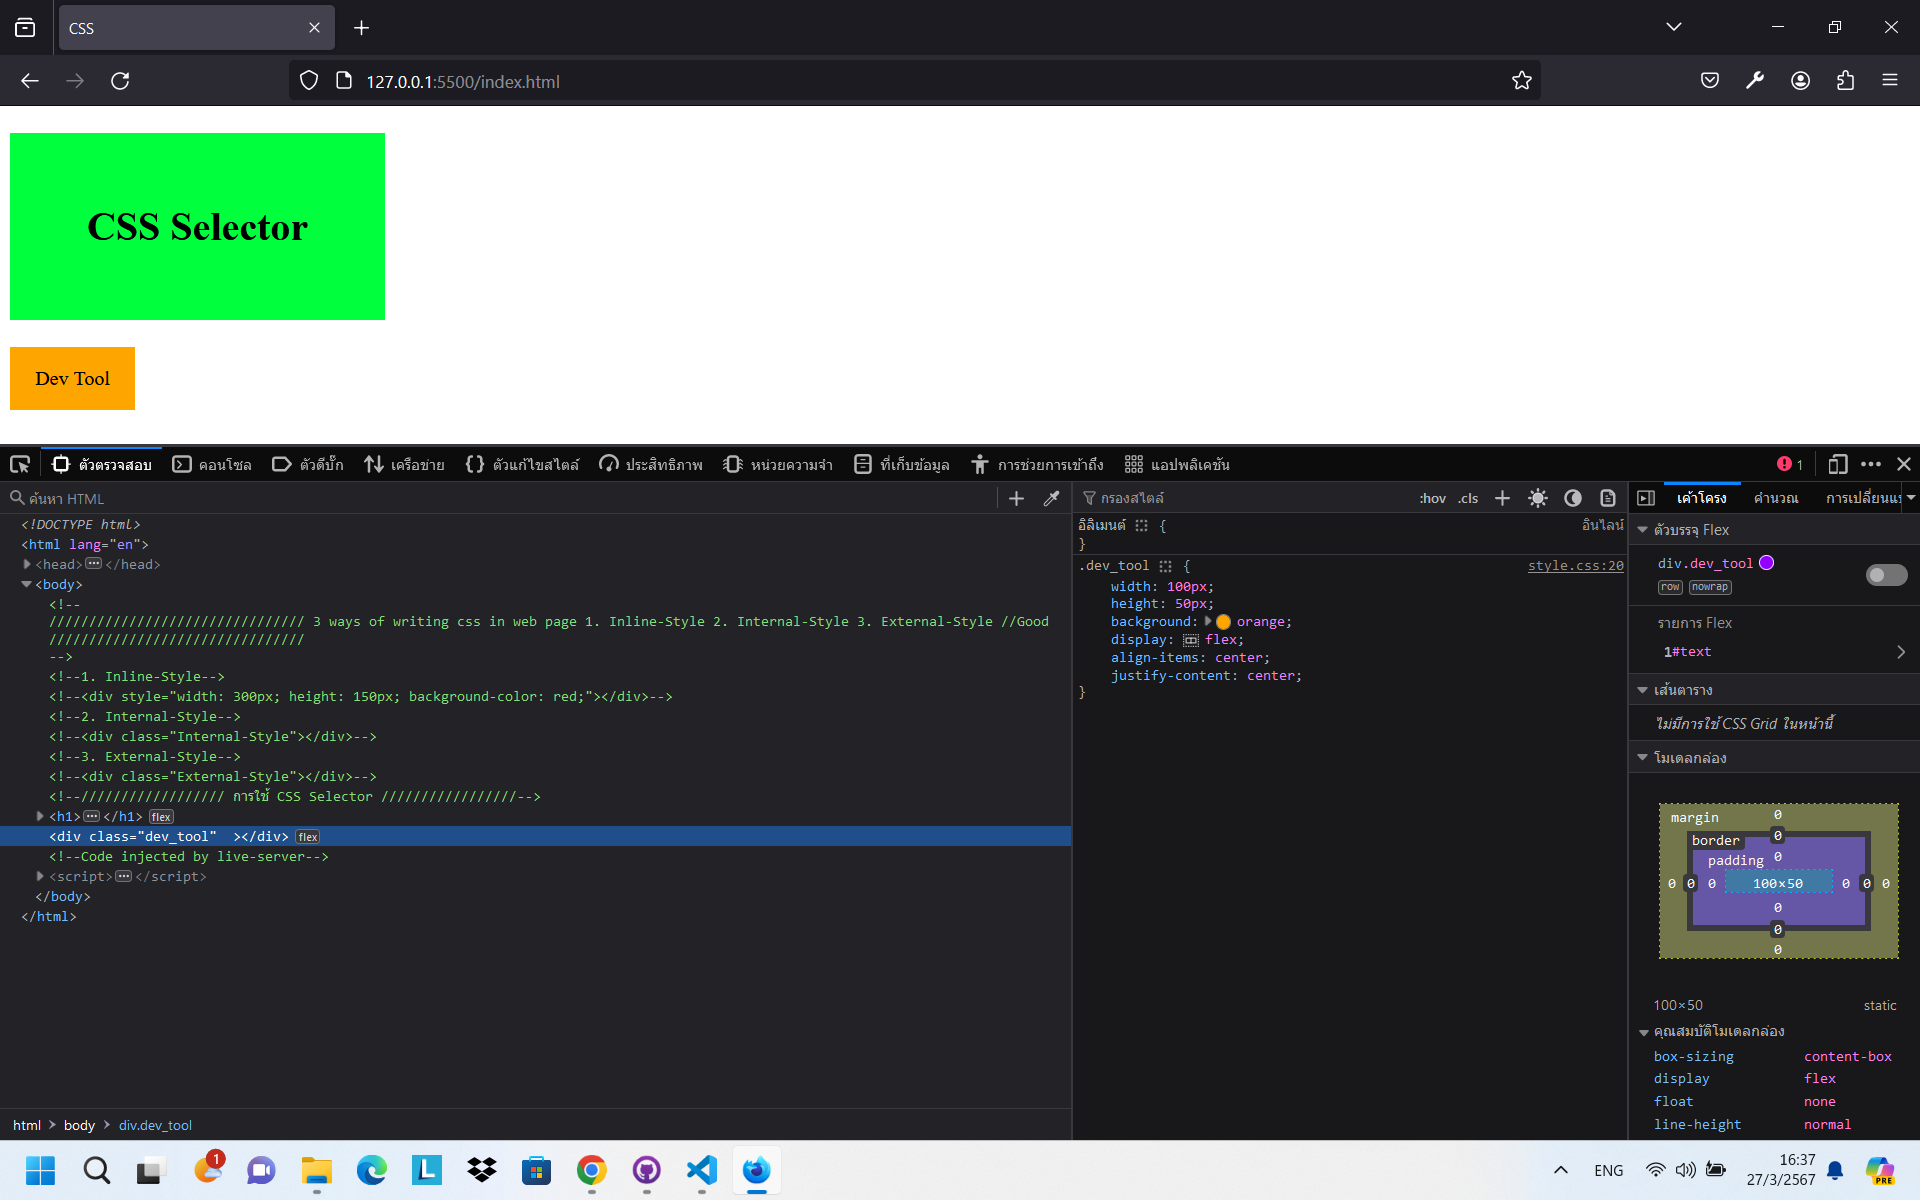 CSS
127.0.0.1:5500/index.html
CSS Selector
Dev Tool
ตัวตรวจสอบ
คอนโซล
ตัวดีบั๊ก
เครือข่าย
ตัวแก้ไขสไตล์
ประสิทธิภาพ
หน่วยความจำ
ที่เก็บข้อมูล
การช่วยการเข้าถึง
แอปพลิเคชัน
1
ค้นหา HTML
<!DOCTYPE html>
<html lang="en">
<head></head>
<body>
<!--
//////////////////////////////// 3 ways of writing css in web page 1. Inline-Style 2. Internal-Style 3. External-Style //Good
////////////////////////////////
-->
<!--1. Inline-Style-->
<!--<div style="width: 300px; height: 150px; background-color: red;"></div>-->
<!--2. Internal-Style-->
<!--<div class="Internal-Style"></div>-->
<!--3. External-Style-->
<!--<div class="External-Style"></div>-->
<!--////////////////// การใช้ CSS Selector /////////////////-->
<h1></h1> flex
<div class="dev_tool"  ></div> flex
<!--Code injected by live-server-->
<script></script>
</body>
</html>
html > body > div.dev_tool
กรองสไตล์
:hov .cls
อิลิเมนต์ {
อินไลน์
}
.dev_tool {
style.css:20
width: 100px;
height: 50px;
background: orange;
display: flex;
align-items: center;
justify-content: center;
}
เค้าโครง
คำนวณ
การเปลี่ยนแป
ตัวบรรจุ Flex
div.dev_tool
row nowrap
รายการ Flex
1#text
เส้นตาราง
ไม่มีการใช้ CSS Grid ในหน้านี้
โมเดลกล่อง
margin 0
border 0
padding 0
0 0 0 100×50 0 0 0
0
0
0
100×50 static
คุณสมบัติโมเดลกล่อง
box-sizing content-box
display flex
float none
line-height normal
1
L
ENG
16:37
27/3/2567
PRE